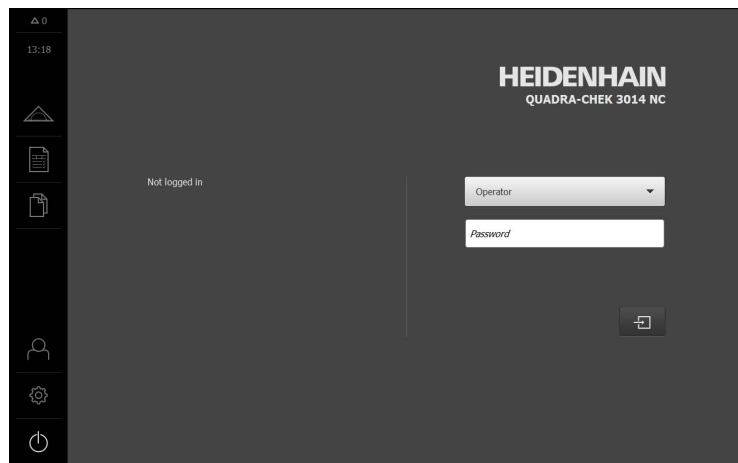 △ 0
13:18
HEIDENHAIN
QUADRA-CHEK 3014 NC
Not logged in
Operator
Password